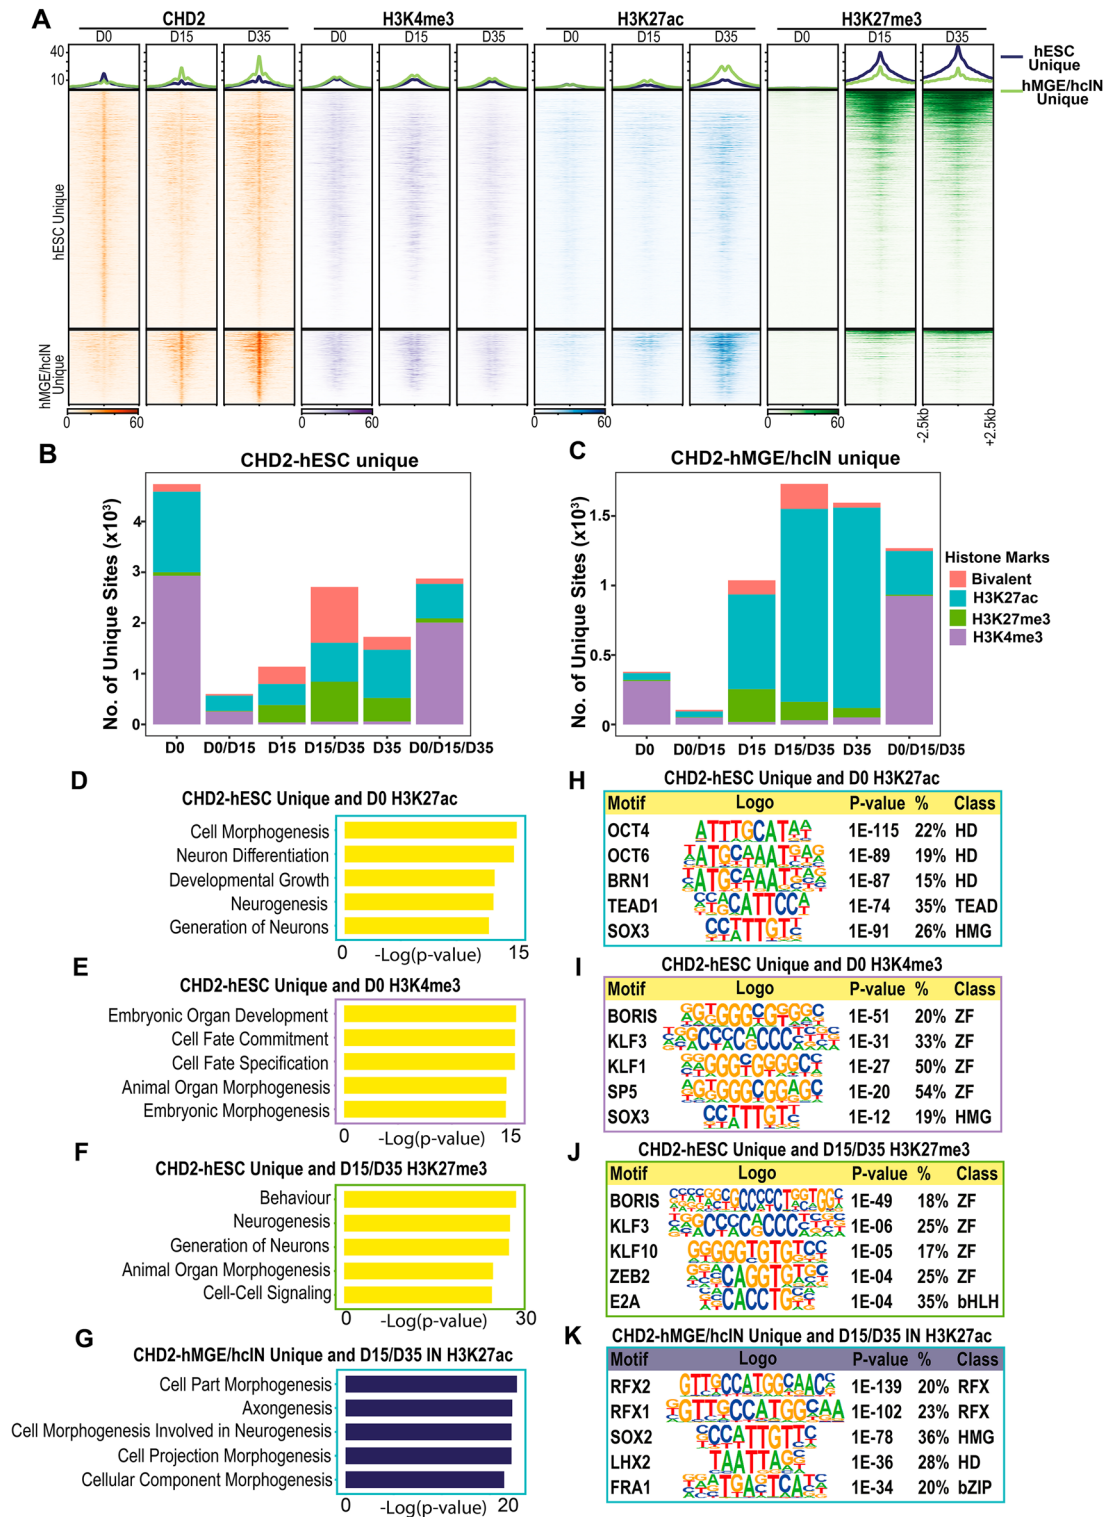 A
CHD2 H3K4me3 H3K27ac H3K27me3
D0 D15 D35 D0 D15 D35 D0 D15 D35 D0 D15 D35
40
10
hESC
Unique
hMGE/hcIN
Unique
hESC Unique
hMGE/hcIN
Unique
0 60 0 60 0 60 0 60
-2.5kb +2.5kb
B
CHD2-hESC unique
No. of Unique Sites (x10³)
4
3
2
1
0
D0 D0/D15 D15 D15/D35 D35 D0/D15/D35
C
CHD2-hMGE/hcIN unique
No. of Unique Sites (x10³)
1.5
1
0.5
0
D0 D0/D15 D15 D15/D35 D35 D0/D15/D35
Histone Marks
Bivalent
H3K27ac
H3K27me3
H3K4me3
D
CHD2-hESC Unique and D0 H3K27ac
Cell Morphogenesis
Neuron Differentiation
Developmental Growth
Neurogenesis
Generation of Neurons
0 -Log(p-value) 15
E
CHD2-hESC Unique and D0 H3K4me3
Embryonic Organ Development
Cell Fate Commitment
Cell Fate Specification
Animal Organ Morphogenesis
Embryonic Morphogenesis
0 -Log(p-value) 15
F
CHD2-hESC Unique and D15/D35 H3K27me3
Behaviour
Neurogenesis
Generation of Neurons
Animal Organ Morphogenesis
Cell-Cell Signaling
0 -Log(p-value) 30
G
CHD2-hMGE/hcIN Unique and D15/D35 IN H3K27ac
Cell Part Morphogenesis
Axongenesis
Cell Morphogenesis Involved in Neurogenesis
Cell Projection Morphogenesis
Cellular Component Morphogenesis
0 -Log(p-value) 20
H
CHD2-hESC Unique and D0 H3K27ac
Motif Logo P-value % Class
OCT4 ATTTGCATAA 1E-115 22% HD
OCT6 1E-89 19% HD
BRN1 1E-87 15% HD
TEAD1 1E-74 35% TEAD
SOX3 CCTTTGT 1E-91 26% HMG
I
CHD2-hESC Unique and D0 H3K4me3
Motif Logo P-value % Class
BORIS 1E-51 20% ZF
KLF3 1E-31 33% ZF
KLF1 1E-27 50% ZF
SP5 1E-20 54% ZF
SOX3 1E-12 19% HMG
J
CHD2-hESC Unique and D15/D35 H3K27me3
Motif Logo P-value % Class
BORIS 1E-49 18% ZF
KLF3 1E-06 25% ZF
KLF10 1E-05 17% ZF
ZEB2 1E-04 25% ZF
E2A 1E-04 35% bHLH
K
CHD2-hMGE/hcIN Unique and D15/D35 IN H3K27ac
Motif Logo P-value % Class
RFX2 1E-139 20% RFX
RFX1 1E-102 23% RFX
SOX2 1E-78 36% HMG
LHX2 1E-36 28% HD
FRA1 1E-34 20% bZIP